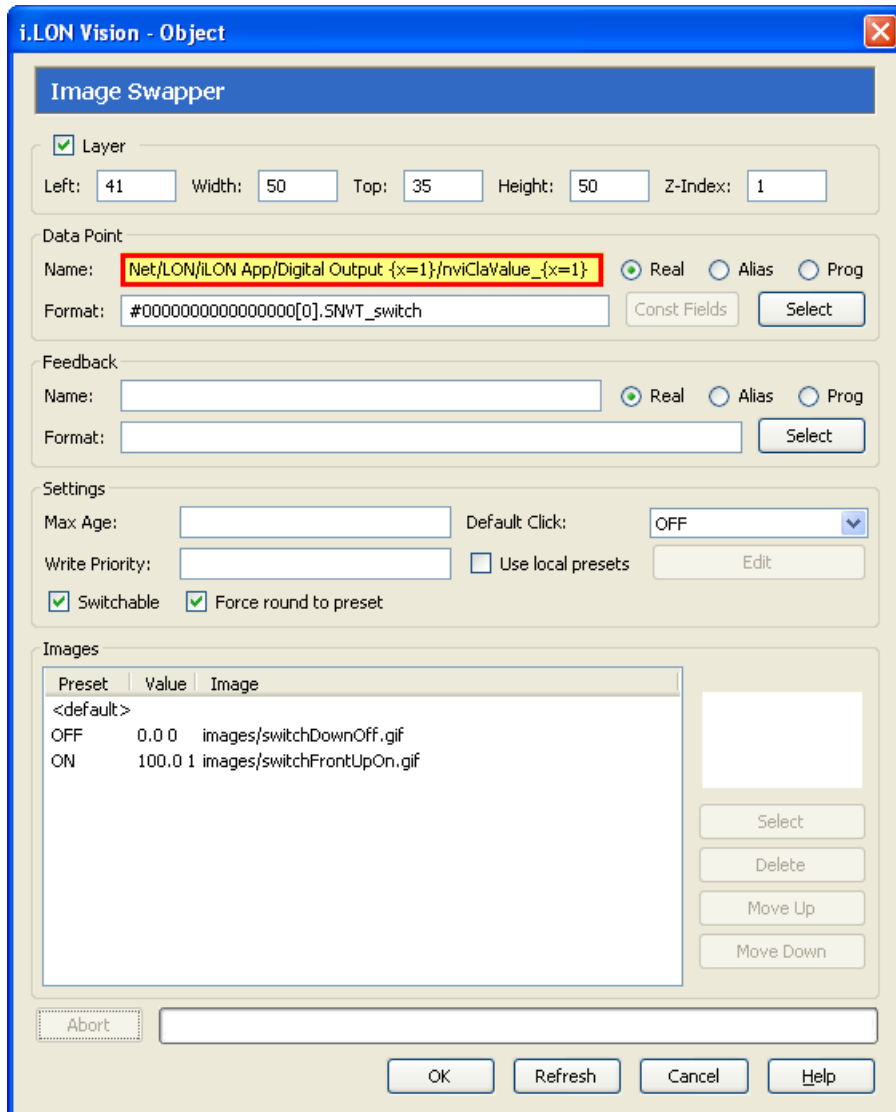 i.LON Vision - Object
Image Swapper
Layer
Left: 41 Width: 50 Top: 35 Height: 50 Z-Index: 1
Data Point
Name: Net/LON/iLON App/Digital Output {x=1}/nviClaValue_{x=1} Real Alias Prog
Format: #0000000000000000[0].SNVT_switch Const Fields Select
Feedback
Name: Real Alias Prog
Format: Select
Settings
Max Age: Default Click: OFF
Write Priority: Use local presets Edit
Switchable Force round to preset
Images
Preset Value Image
<default>
OFF 0.0 0 images/switchDownOff.gif
ON 100.0 1 images/switchFrontUpOn.gif
Select
Delete
Move Up
Move Down
Abort
OK Refresh Cancel Help